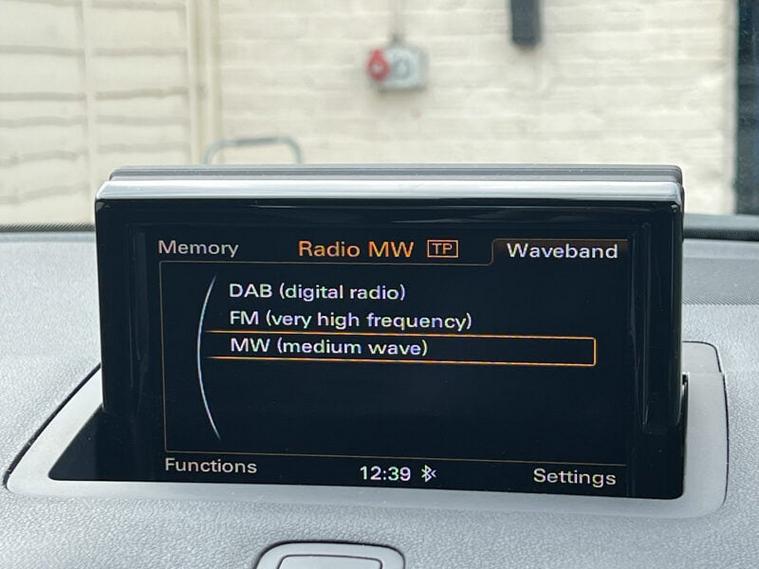 Memory Radio MW TP Waveband
DAB (digital radio)
FM (very high frequency)
MW (medium wave)
Functions 12:39 Settings